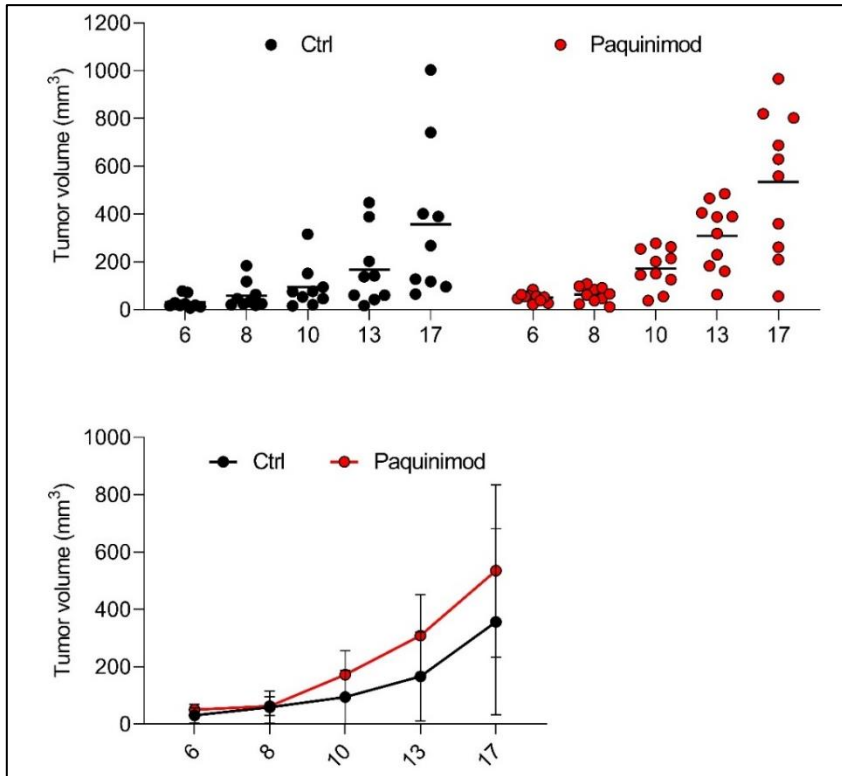 1200
1000
800
600
400
200
0
Tumor volume (mm³)
Ctrl
Paquinimod
6 8 10 13 17 6 8 10 13 17
1000
800
600
400
200
0
Tumor volume (mm³)
Ctrl Paquinimod
6 8 10 13 17